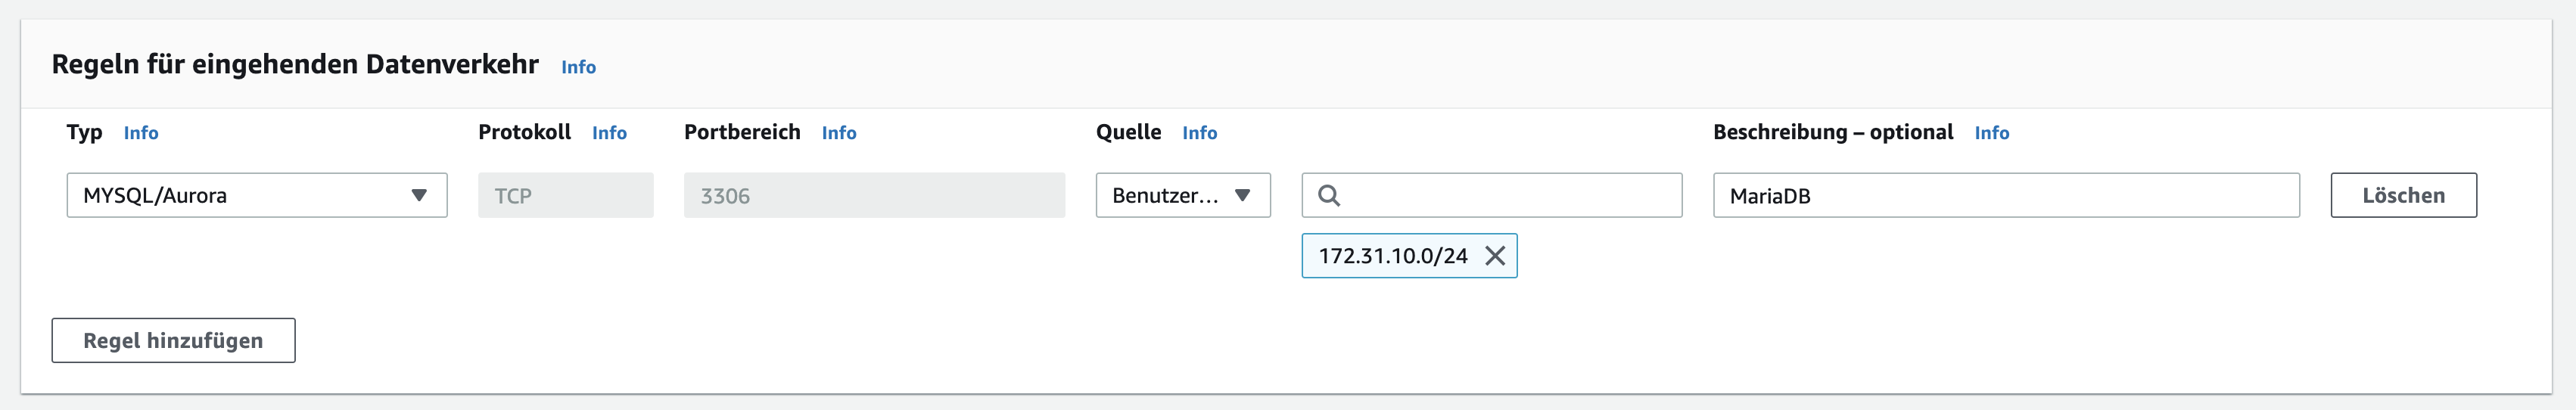 Regeln für eingehenden Datenverkehr Info
Typ Info Protokoll Info Portbereich Info Quelle Info Beschreibung – optional Info
MYSQL/Aurora TCP 3306 Benutzer... MariaDB Löschen
172.31.10.0/24
Regel hinzufügen